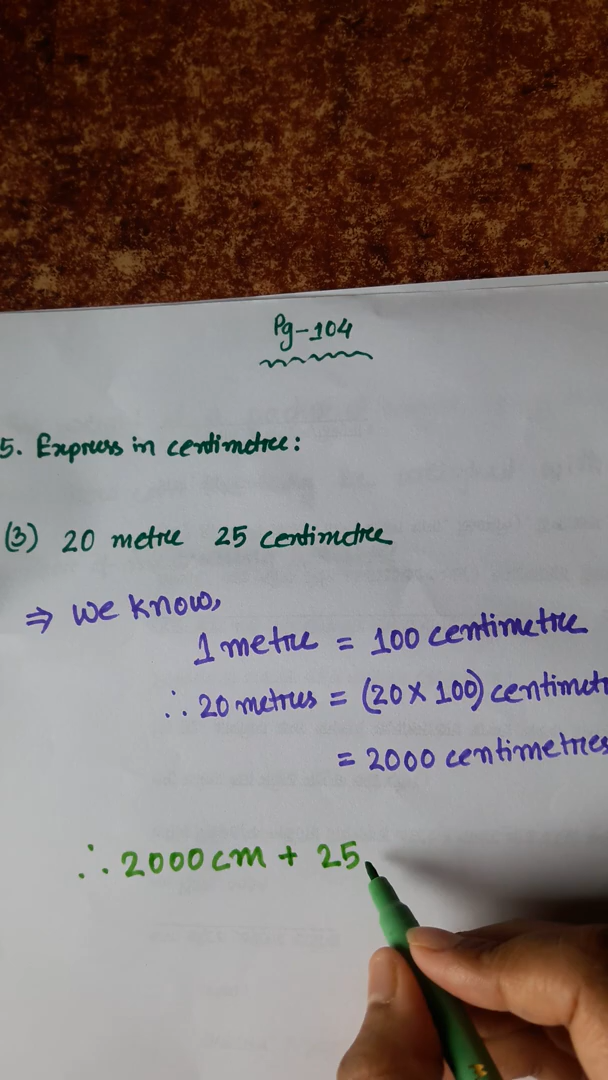 Pg-104
5. Express in centimetre:
(3) 20 metre 25 centimetre
⇒ We know,
1 metre = 100 centimetre
∴ 20 metres = (20 × 100) centimet
= 2000 centimetres
∴ 2000 cm + 25